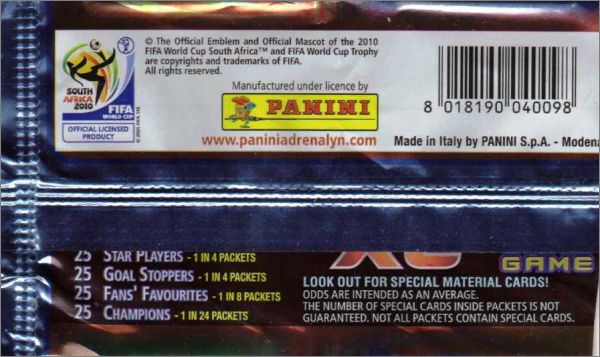 © The Official Emblem and Official Mascot of the 2010
FIFA World Cup South Africa™ and FIFA World Cup Trophy
are copyrights and trademarks of FIFA.
All rights reserved.
SOUTH
AFRICA
2010
FIFA
WORLD CUP
OFFICIAL LICENSED
PRODUCT
Manufactured under licence by
PANINI
www.paniniadrenalyn.com
8 018190 040098
Made in Italy by PANINI S.p.A. - Modena
25 STAR PLAYERS - 1 IN 4 PACKETS
25 GOAL STOPPERS - 1 IN 4 PACKETS
25 FANS' FAVOURITES - 1 IN 8 PACKETS
25 CHAMPIONS - 1 IN 24 PACKETS
XL
GAME
LOOK OUT FOR SPECIAL MATERIAL CARDS!
ODDS ARE INTENDED AS AN AVERAGE.
THE NUMBER OF SPECIAL CARDS INSIDE PACKETS IS NOT
GUARANTEED. NOT ALL PACKETS CONTAIN SPECIAL CARDS.